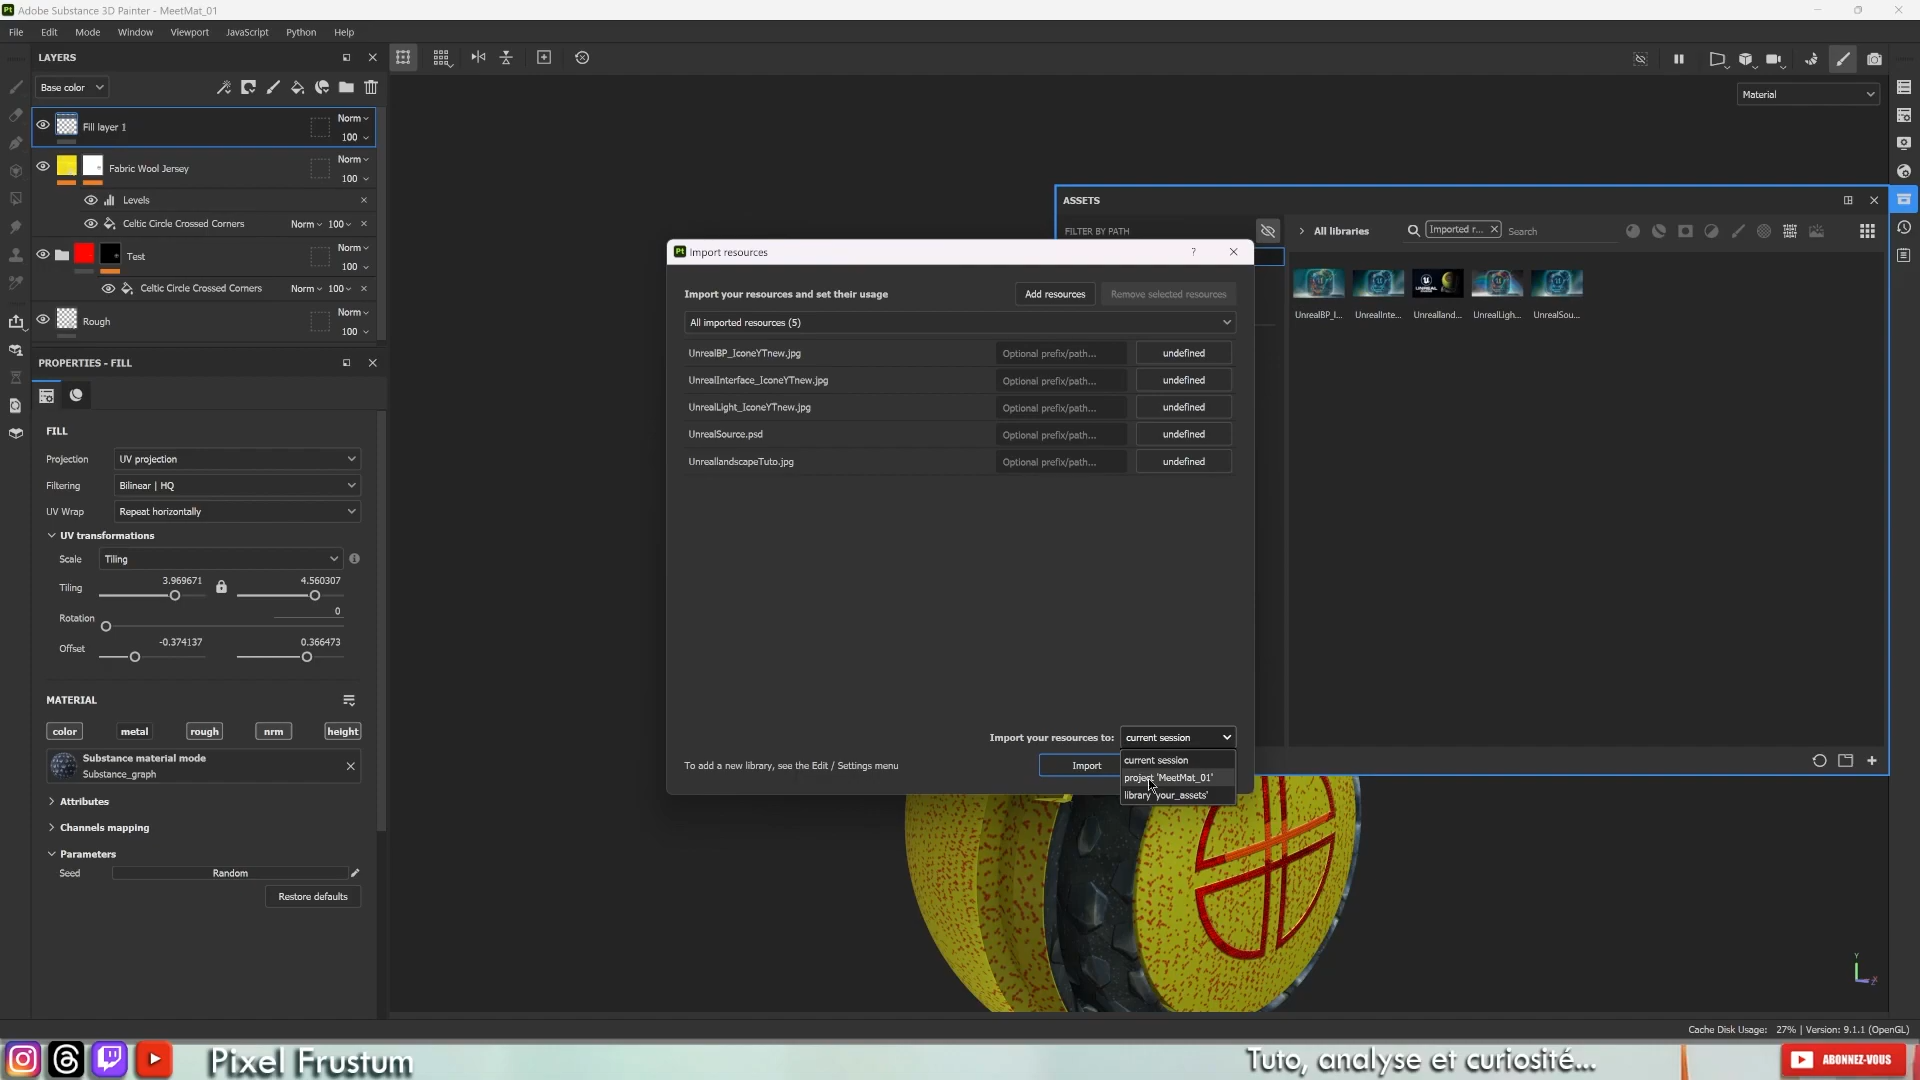 Adobe Substance 3D Painter - MeetMat_01
File Edit Mode Window Viewport JavaScript Python Help
LAYERS
Base color
Fill layer 1
Norm
100
Fabric Wool Jersey
Norm
100
Levels
Celtic Circle Crossed Corners Norm 100
Test
Norm
100
Celtic Circle Crossed Corners Norm 100
Rough
Norm
100
PROPERTIES - FILL
FILL
Projection UV projection
Filtering Bilinear | HQ
UV Wrap Repeat horizontally
UV transformations
Scale Tiling
Tiling 3.969671 4.560307
Rotation 0
Offset -0.374137 0.366473
MATERIAL
color metal rough nrm height
Substance material mode
Substance_graph
Attributes
Channels mapping
Parameters
Seed Random
Restore defaults
Material
ASSETS
FILTER BY PATH
All libraries
Imported r...
Search
UnrealBP_I... UnrealInte... Unrealland... UnrealLigh... UnrealSou...
Import resources
Import your resources and set their usage
Add resources
Remove selected resources
All imported resources (5)
UnrealBP_IconeYTnew.jpg Optional prefix/path... undefined
UnrealInterface_IconeYTnew.jpg Optional prefix/path... undefined
UnrealLight_IconeYTnew.jpg Optional prefix/path... undefined
UnrealSource.psd Optional prefix/path... undefined
UnreallandscapeTuto.jpg Optional prefix/path... undefined
Import your resources to: current session
current session
project 'MeetMat_01'
library 'your_assets'
To add a new library, see the Edit / Settings menu
Import
Cache Disk Usage: 27% | Version: 9.1.1 (OpenGL)
Pixel Frustum
Tuto, analyse et curiosité...
ABONNEZ-VOUS